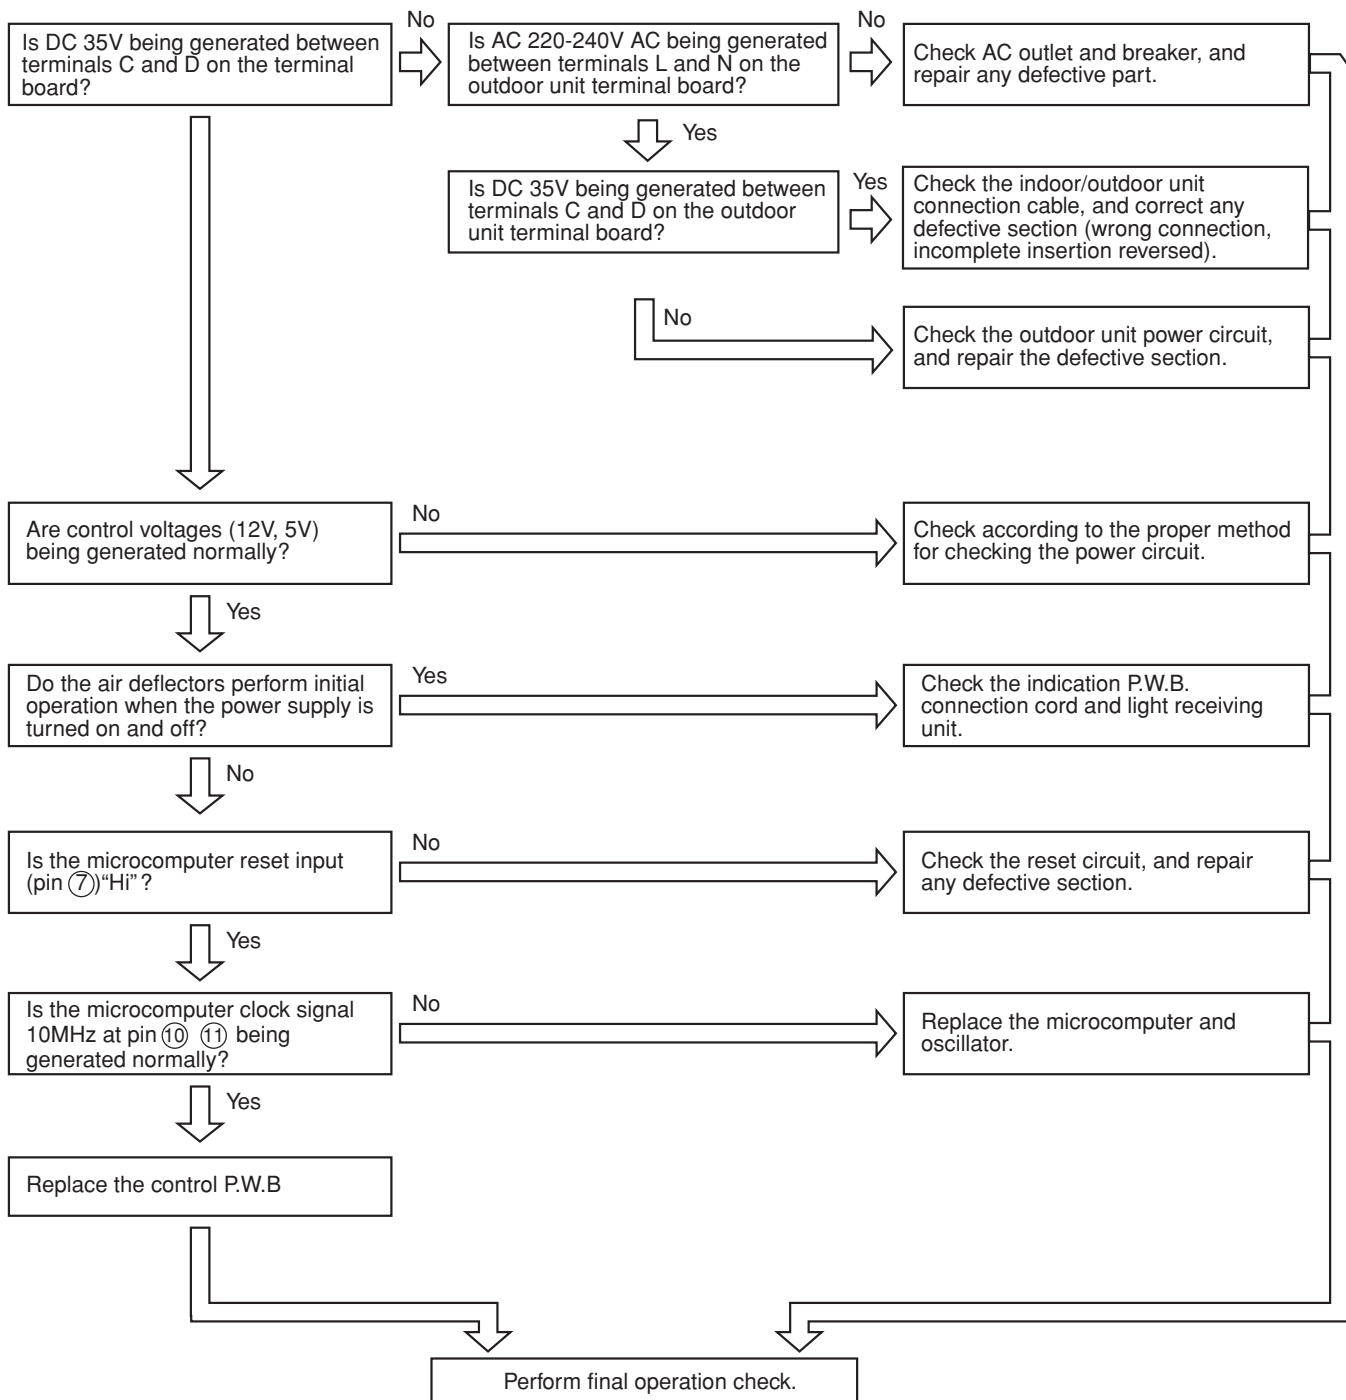 Is DC 35V being generated between
terminals C and D on the terminal
board?
No
Is AC 220-240V AC being generated
between terminals L and N on the
outdoor unit terminal board?
No
Check AC outlet and breaker, and
repair any defective part.
Yes
Is DC 35V being generated between
terminals C and D on the outdoor
unit terminal board?
Yes
Check the indoor/outdoor unit
connection cable, and correct any
defective section (wrong connection,
incomplete insertion reversed).
No
Check the outdoor unit power circuit,
and repair the defective section.
Are control voltages (12V, 5V)
being generated normally?
No
Check according to the proper method
for checking the power circuit.
Yes
Do the air deflectors perform initial
operation when the power supply is
turned on and off?
Yes
Check the indication P.W.B.
connection cord and light receiving
unit.
No
Is the microcomputer reset input
(pin ⑦)“Hi”?
No
Check the reset circuit, and repair
any defective section.
Yes
Is the microcomputer clock signal
10MHz at pin ⑩ ⑪ being
generated normally?
No
Replace the microcomputer and
oscillator.
Yes
Replace the control P.W.B
Perform final operation check.